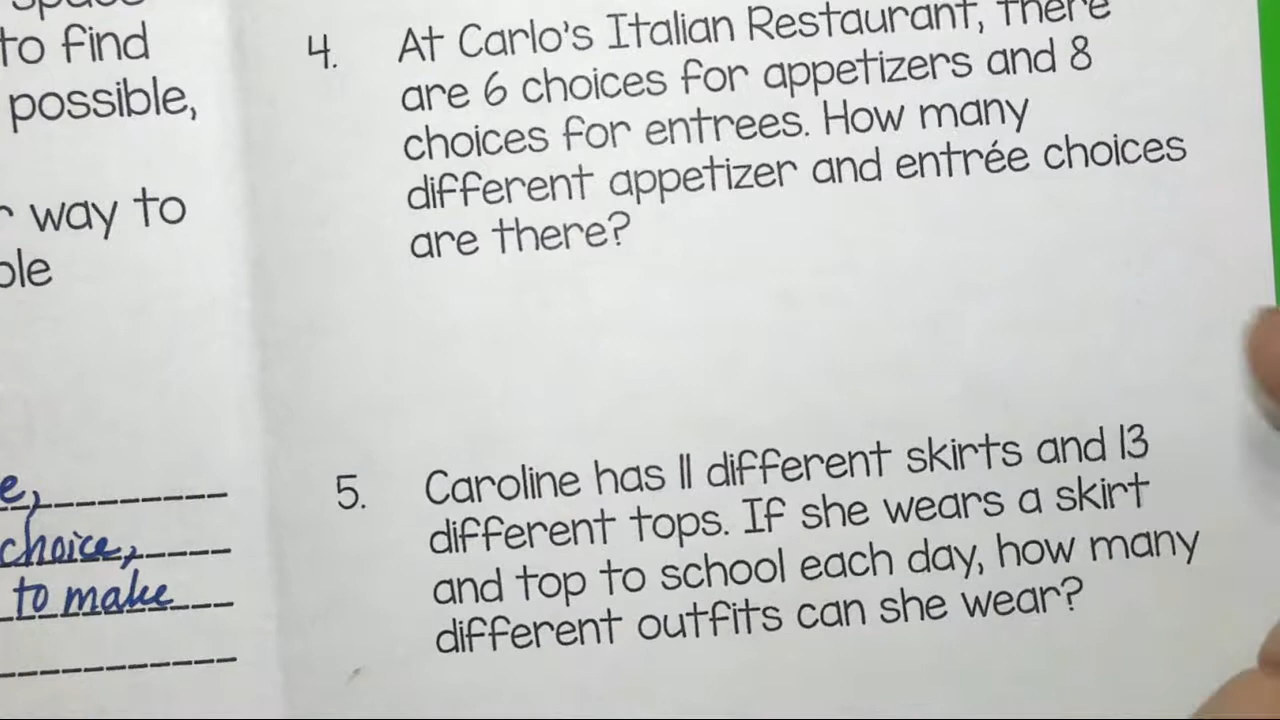 to find
possible,
way to
choice,
to make
4. At Carlo's Italian Restaurant, there
are 6 choices for appetizers and 8
choices for entrees. How many
different appetizer and entrée choices
are there?
5. Caroline has 11 different skirts and 13
different tops. If she wears a skirt
and top to school each day, how many
different outfits can she wear?